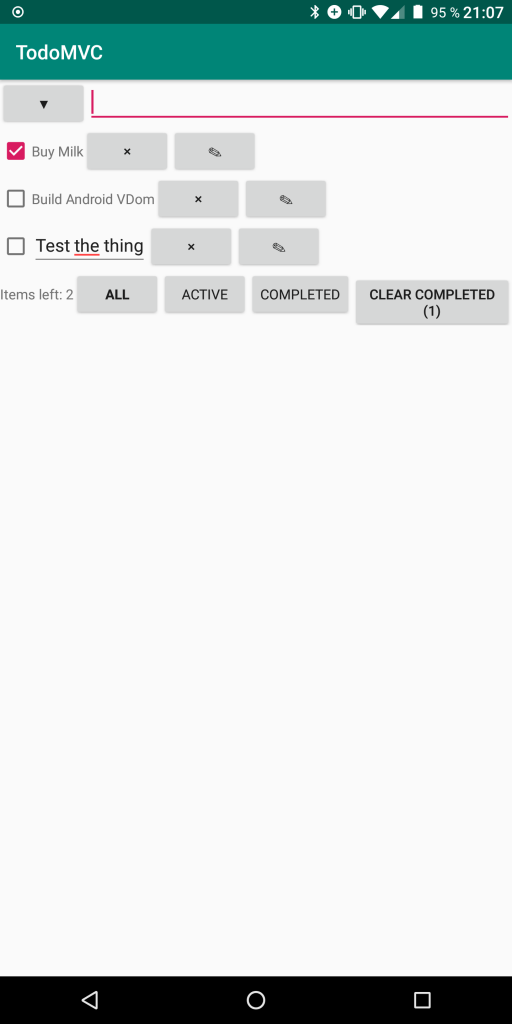 95 % 21:07
TodoMVC
▼
Buy Milk × ✎
Build Android VDom × ✎
Test the thing × ✎
Items left: 2 ALL ACTIVE COMPLETED CLEAR COMPLETED
(1)